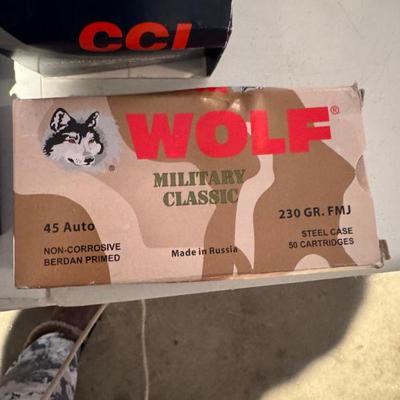 CCI
WOLF®
®
MILITARY
CLASSIC
45 Auto
230 GR. FMJ
NON-CORROSIVE
BERDAN PRIMED
Made in Russia
STEEL CASE
50 CARTRIDGES